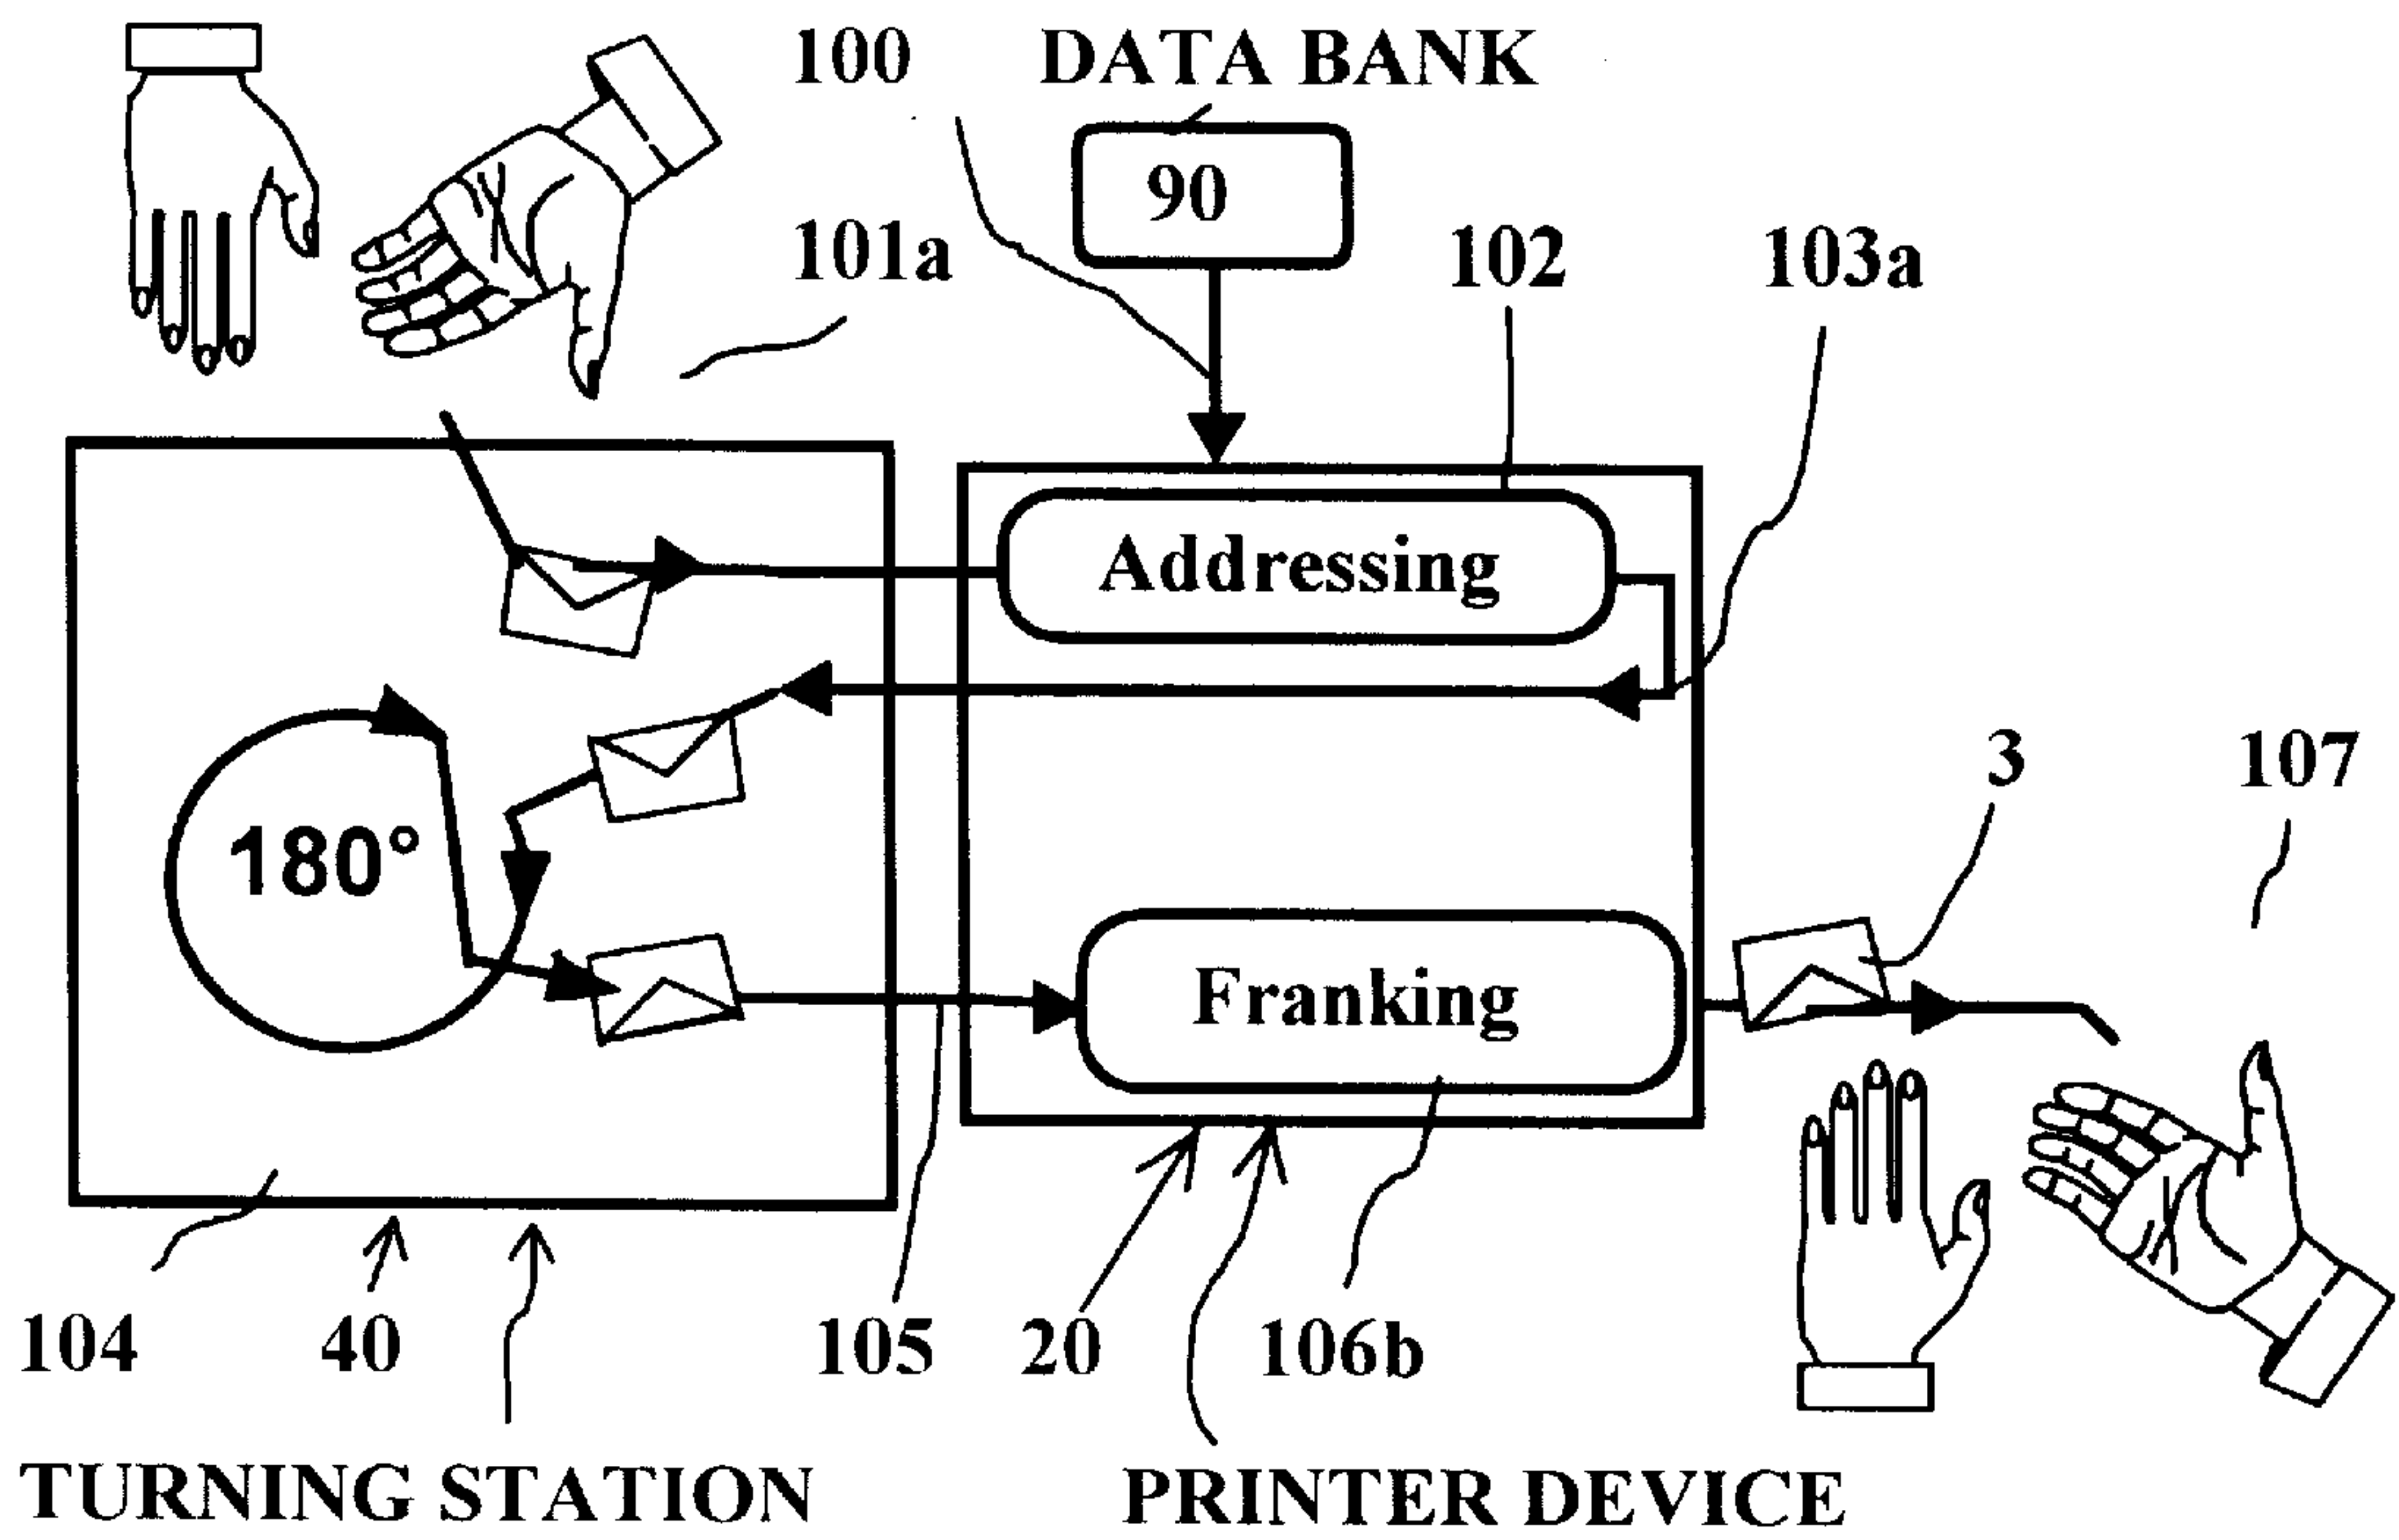 100 DATA BANK
90
101a 102 103a
Addressing
3 107
180°
Franking
104 40 105 20 106b
TURNING STATION PRINTER DEVICE